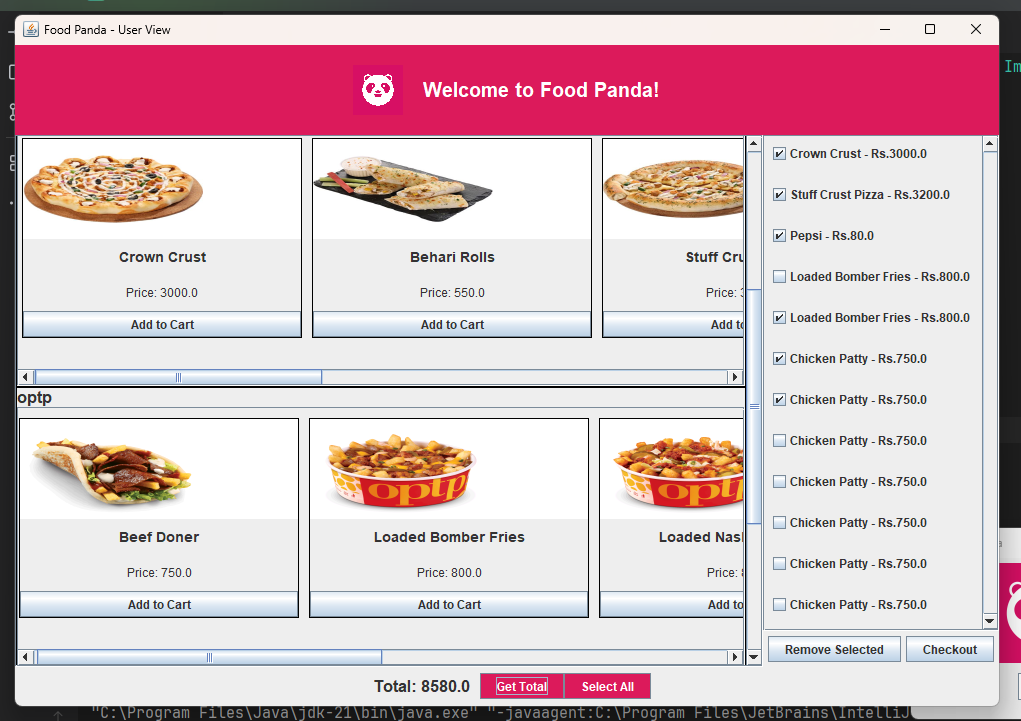 Food Panda - User View
Im
Welcome to Food Panda!
Crown Crust
Price: 3000.0
Add to Cart
Behari Rolls
Price: 550.0
Add to Cart
Stuff Cru
Price: 3
Add to
optp
Beef Doner
Price: 750.0
Add to Cart
optp
Loaded Bomber Fries
Price: 800.0
Add to Cart
optp
Loaded Nas
Price: 8
Add to
Crown Crust - Rs.3000.0
Stuff Crust Pizza - Rs.3200.0
Pepsi - Rs.80.0
Loaded Bomber Fries - Rs.800.0
Loaded Bomber Fries - Rs.800.0
Chicken Patty - Rs.750.0
Chicken Patty - Rs.750.0
Chicken Patty - Rs.750.0
Chicken Patty - Rs.750.0
Chicken Patty - Rs.750.0
Chicken Patty - Rs.750.0
Chicken Patty - Rs.750.0
Remove Selected
Checkout
Total: 8580.0
Get Total
Select All
"C:\Program Files\Java\jdk-21\bin\java.exe" "-javaagent:C:\Program Files\JetBrains\IntelliJ